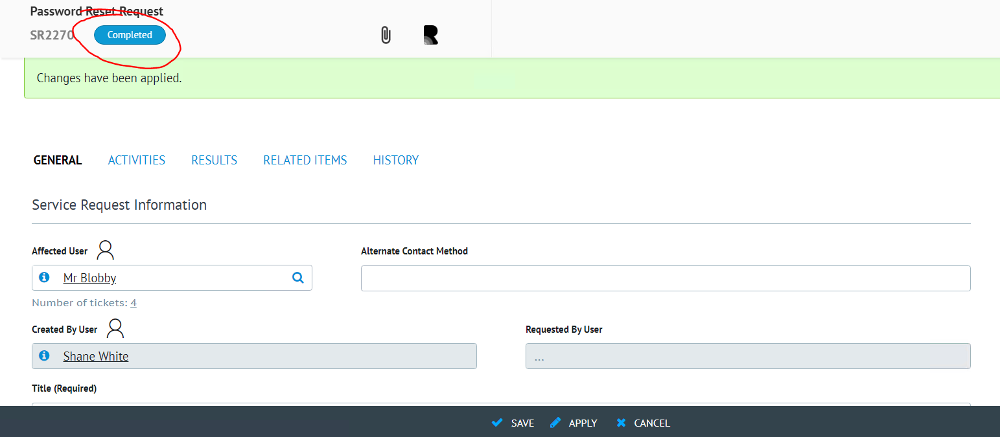 Password Reset Request
SR2270 Completed
Changes have been applied.
GENERAL ACTIVITIES RESULTS RELATED ITEMS HISTORY
Service Request Information
Affected User Alternate Contact Method
Mr Blobby
Number of tickets: 4
Created By User Requested By User
Shane White ...
Title (Required)
SAVE APPLY CANCEL